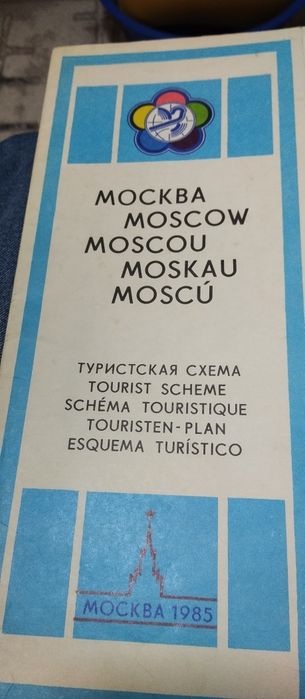 МОСКВА
MOSCOW
MOSCOU
MOSKAU
MOSCÚ
ТУРИСТСКАЯ СХЕМА
TOURIST SCHEME
SCHÉMA TOURISTIQUE
TOURISTEN-PLAN
ESQUEMA TURÍSTICO
МОСКВА 1985